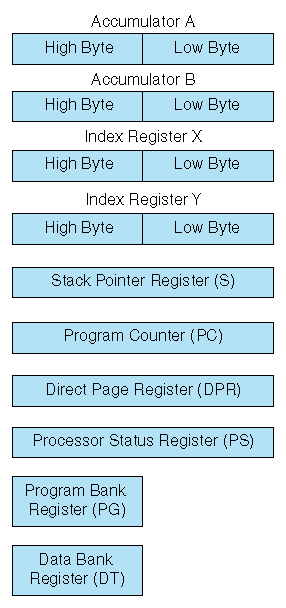 Accumulator A
High Byte Low Byte
Accumulator B
High Byte Low Byte
Index Register X
High Byte Low Byte
Index Register Y
High Byte Low Byte
Stack Pointer Register (S)
Program Counter (PC)
Direct Page Register (DPR)
Processor Status Register (PS)
Program Bank
Register (PG)
Data Bank
Register (DT)